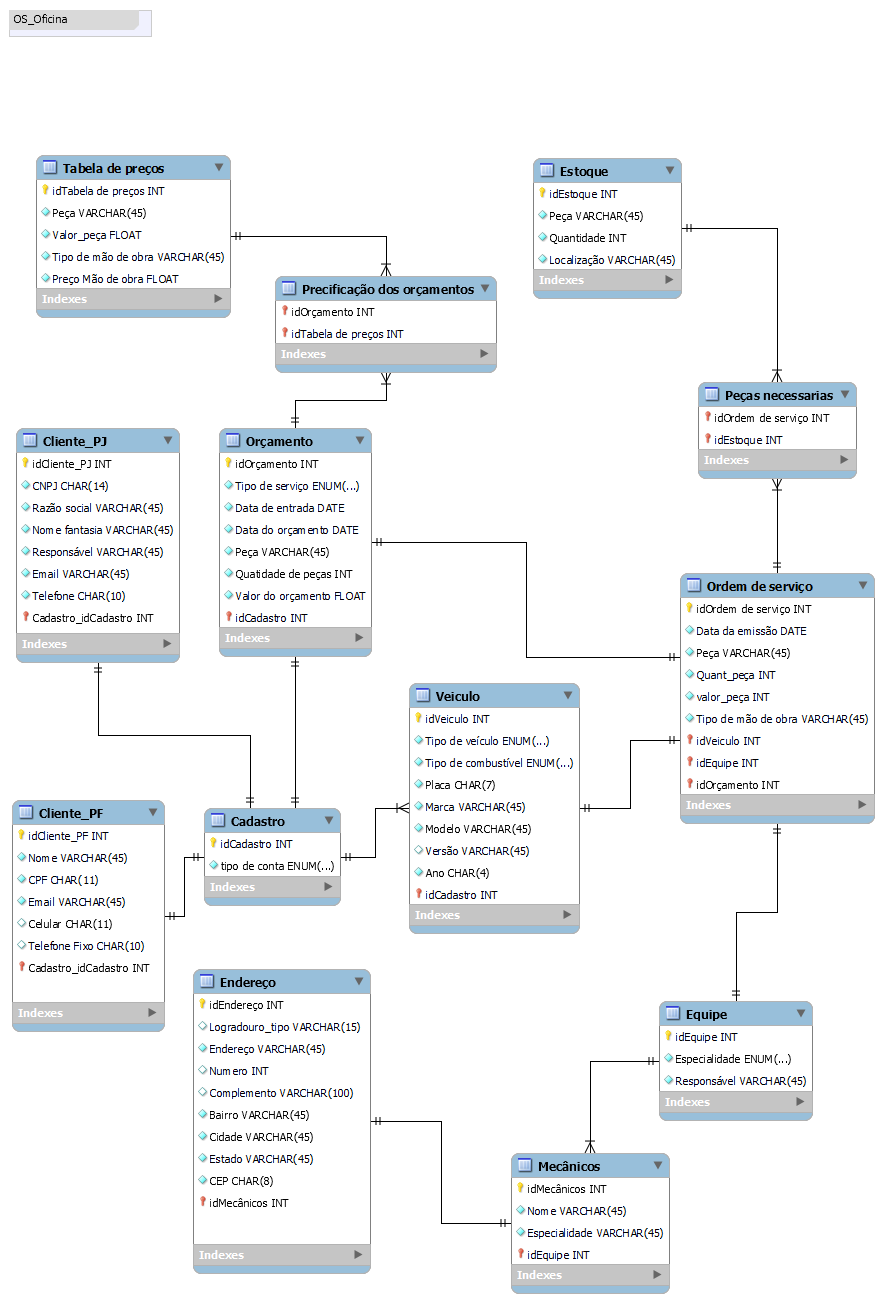 OS_Oficina
Tabela de preços
idTabela de preços INT
Peça VARCHAR(45)
Valor_peça FLOAT
Tipo de mão de obra VARCHAR(45)
Preço Mão de obra FLOAT
Indexes
Estoque
idEstoque INT
Peça VARCHAR(45)
Quantidade INT
Localização VARCHAR(45)
Indexes
Precificação dos orçamentos
idOrçamento INT
idTabela de preços INT
Indexes
Peças necessarias
idOrdem de serviço INT
idEstoque INT
Indexes
Cliente_PJ
idCliente_PJ INT
CNPJ CHAR(14)
Razão social VARCHAR(45)
Nome fantasia VARCHAR(45)
Responsável VARCHAR(45)
Email VARCHAR(45)
Telefone CHAR(10)
Cadastro_idCadastro INT
Indexes
Orçamento
idOrçamento INT
Tipo de serviço ENUM(...)
Data de entrada DATE
Data do orçamento DATE
Peça VARCHAR(45)
Quatidade de peças INT
Valor do orçamento FLOAT
idCadastro INT
Indexes
Ordem de serviço
idOrdem de serviço INT
Data da emissão DATE
Peça VARCHAR(45)
Quant_peça INT
valor_peça INT
Tipo de mão de obra VARCHAR(45)
idVeiculo INT
idEquipe INT
idOrçamento INT
Indexes
Veiculo
idVeiculo INT
Tipo de veículo ENUM(...)
Tipo de combustível ENUM(...)
Placa CHAR(7)
Marca VARCHAR(45)
Modelo VARCHAR(45)
Versão VARCHAR(45)
Ano CHAR(4)
idCadastro INT
Indexes
Cliente_PF
idCliente_PF INT
Nome VARCHAR(45)
CPF CHAR(11)
Email VARCHAR(45)
Celular CHAR(11)
Telefone Fixo CHAR(10)
Cadastro_idCadastro INT
Indexes
Cadastro
idCadastro INT
tipo de conta ENUM(...)
Indexes
Endereço
idEndereço INT
Logradouro_tipo VARCHAR(15)
Endereço VARCHAR(45)
Numero INT
Complemento VARCHAR(100)
Bairro VARCHAR(45)
Cidade VARCHAR(45)
Estado VARCHAR(45)
CEP CHAR(8)
idMecânicos INT
Indexes
Equipe
idEquipe INT
Especialidade ENUM(...)
Responsável VARCHAR(45)
Indexes
Mecânicos
idMecânicos INT
Nome VARCHAR(45)
Especialidade VARCHAR(45)
idEquipe INT
Indexes